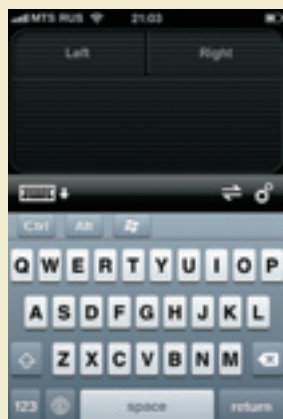 MTS RUS 21:03
Left Right
Ctrl Alt
Q W E R T Y U I O P
A S D F G H J K L
Z X C V B N M
123 space return